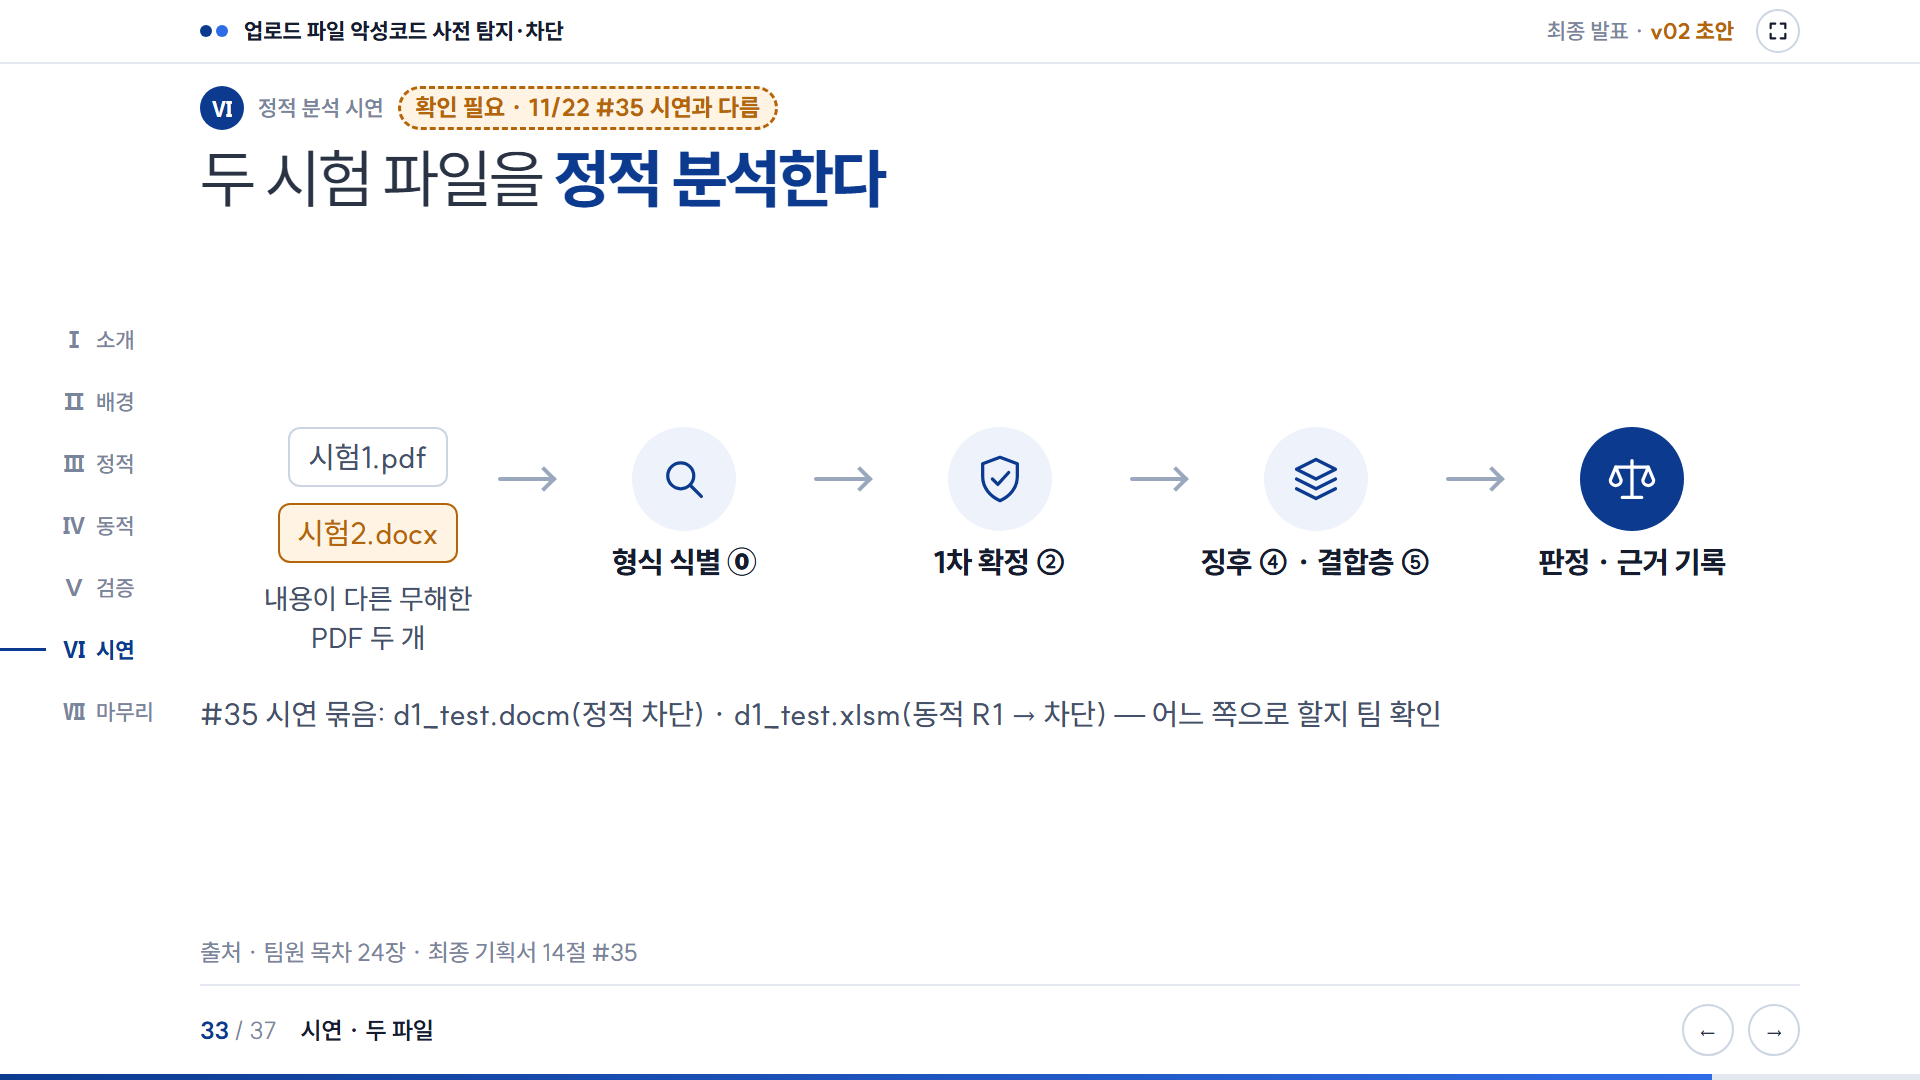 업로드 파일 악성코드 사전 탐지·차단
최종 발표 · v02 초안
Ⅵ 정적 분석 시연 확인 필요 · 11/22 #35 시연과 다름
두 시험 파일을 정적 분석한다
Ⅰ 소개
Ⅱ 배경
Ⅲ 정적
Ⅳ 동적
Ⅴ 검증
Ⅵ 시연
Ⅶ 마무리
시험1.pdf
시험2.docx
내용이 다른 무해한
PDF 두 개
→
형식 식별 ⓪
→
1차 확정 ②
→
징후 ④ · 결합층 ⑤
→
판정 · 근거 기록
#35 시연 묶음: d1_test.docm(정적 차단) · d1_test.xlsm(동적 R1 → 차단) — 어느 쪽으로 할지 팀 확인
출처 · 팀원 목차 24장 · 최종 기획서 14절 #35
33 / 37 시연 · 두 파일
← →